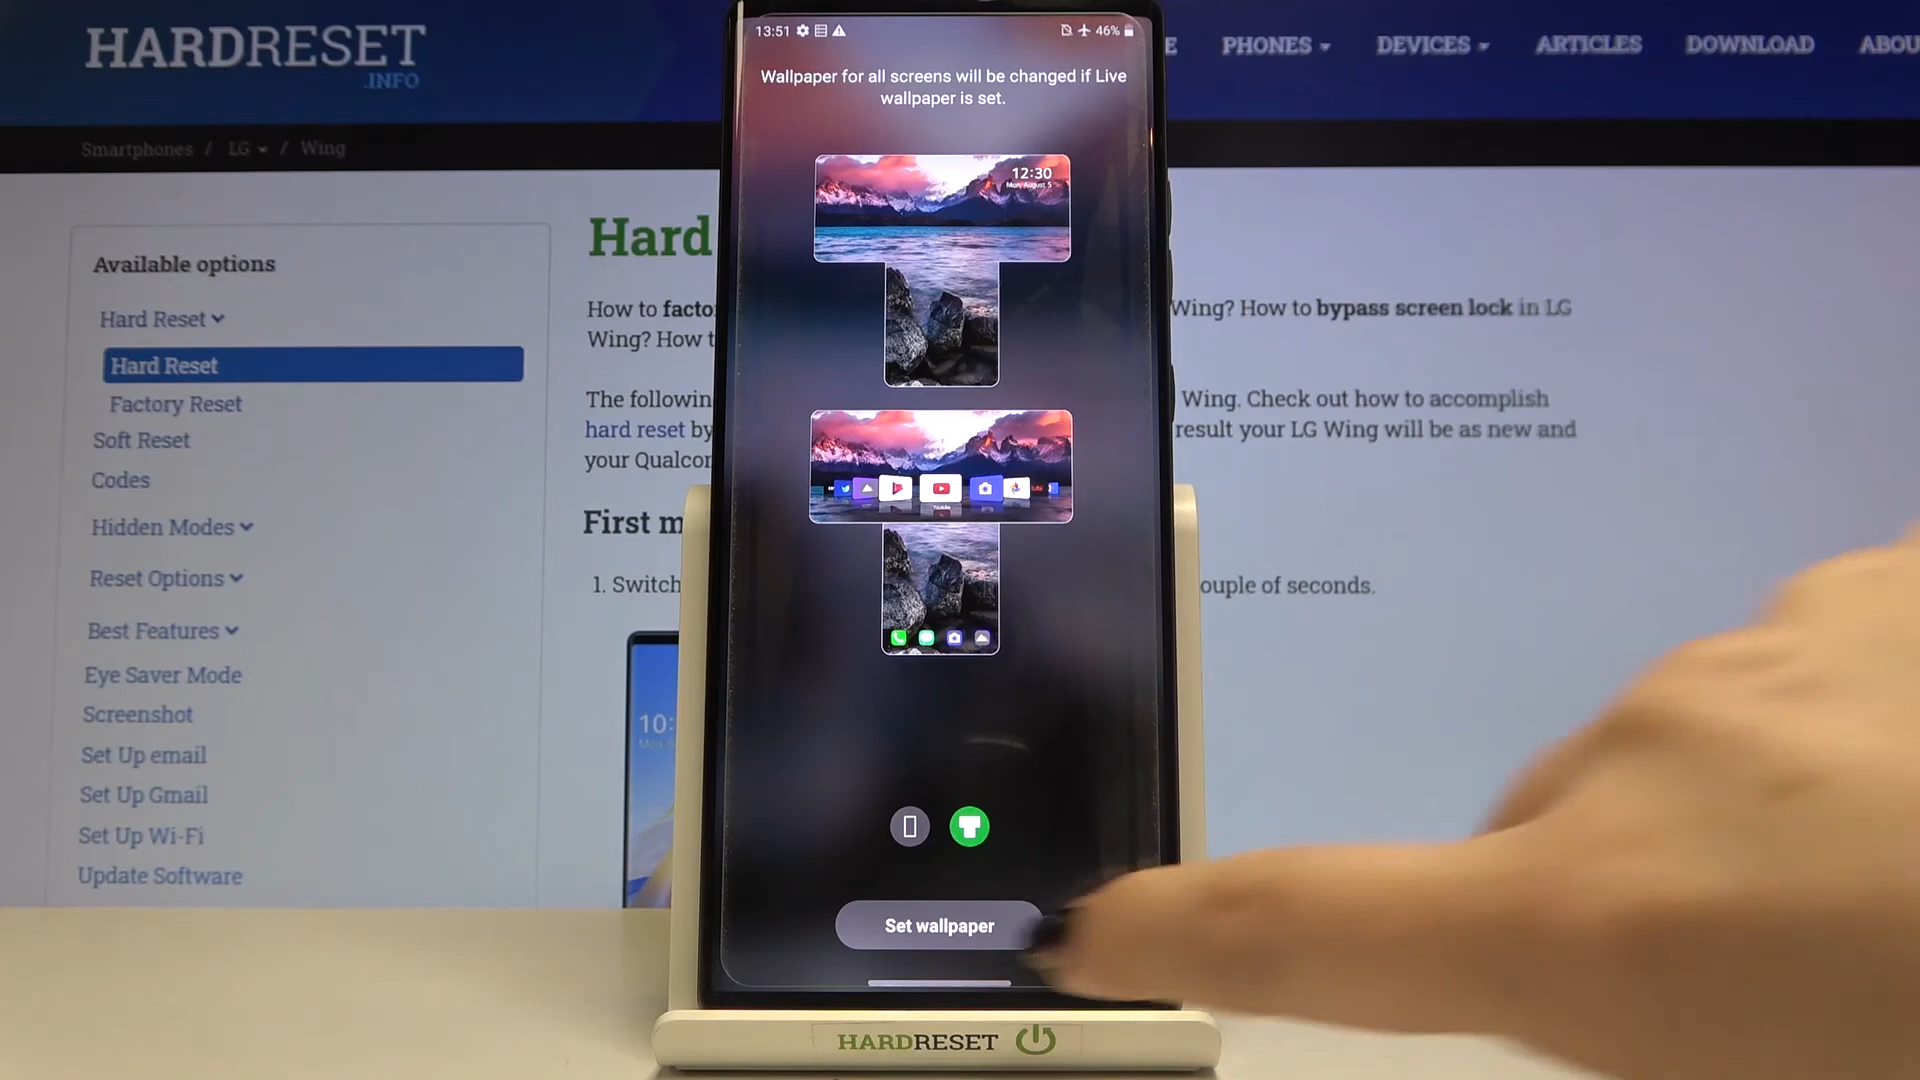 HARDRESET
.INFO
PHONES
DEVICES
ARTICLES
DOWNLOAD
Smartphones / LG / Wing
Available options
Hard Reset
Hard Reset
Factory Reset
Soft Reset
Codes
Hidden Modes
Reset Options
Best Features
Eye Saver Mode
Screenshot
Set Up email
Set Up Gmail
Set Up Wi-Fi
Update Software
Hard
How to
Wing? How to bypass screen lock in LG
Wing? How
The
Wing. Check out how to accomplish
hard reset by
result your LG Wing will be as new and
your
First
1. Switch
of seconds.
10:
13:51
46%
Wallpaper for all screens will be changed if Live
wallpaper is set.
12:30
Mon, August 5
Set wallpaper
HARDRESET